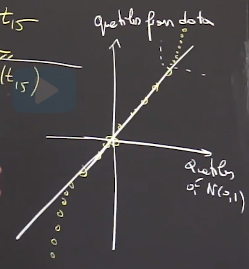 t₁₅
quantiles from data
(t₁₅)
Quantiles
of N(0,1)